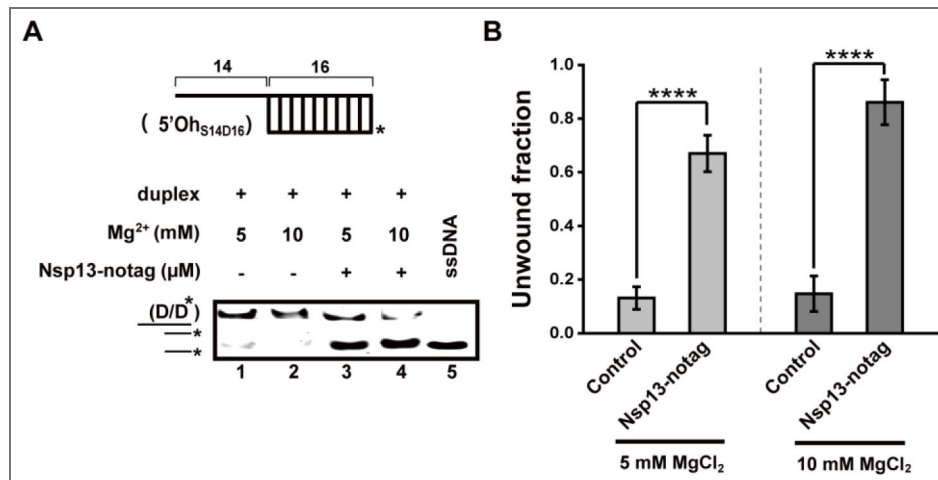 A
14 16
( 5'Oh_S14D16)
*
duplex + + + +
Mg²⁺ (mM) 5 10 5 10 ssDNA
Nsp13-notag (μM) - - + +
(D/D*)
*
*
1 2 3 4 5
B
Unwound fraction
1.0
0.8
0.6
0.4
0.2
0.0
**** ****
Control Nsp13-notag Control Nsp13-notag
5 mM MgCl₂ 10 mM MgCl₂